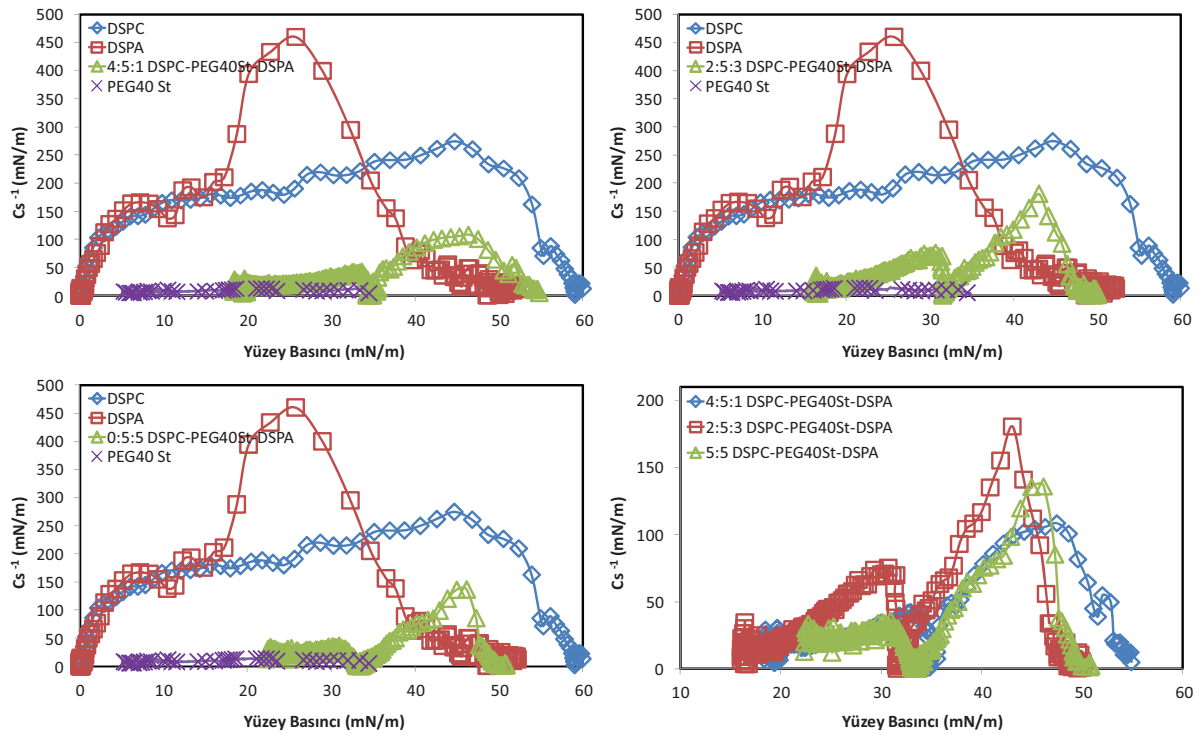 500
450
400
350
300
250
200
150
100
50
0
Cs⁻¹ (mN/m)
DSPC
DSPA
4:5:1 DSPC-PEG40St-DSPA
PEG40 St
0 10 20 30 40 50 60
Yüzey Basıncı (mN/m)
500
450
400
350
300
250
200
150
100
50
0
Cs⁻¹ (mN/m)
DSPC
DSPA
2:5:3 DSPC-PEG40St-DSPA
PEG40 St
0 10 20 30 40 50 60
Yüzey Basıncı (mN/m)
500
450
400
350
300
250
200
150
100
50
0
Cs⁻¹ (mN/m)
DSPC
DSPA
0:5:5 DSPC-PEG40St-DSPA
PEG40 St
0 10 20 30 40 50 60
Yüzey Basıncı (mN/m)
200
150
100
50
0
Cs⁻¹ (mN/m)
4:5:1 DSPC-PEG40St-DSPA
2:5:3 DSPC-PEG40St-DSPA
5:5 DSPC-PEG40St-DSPA
10 20 30 40 50 60
Yüzey Basıncı (mN/m)